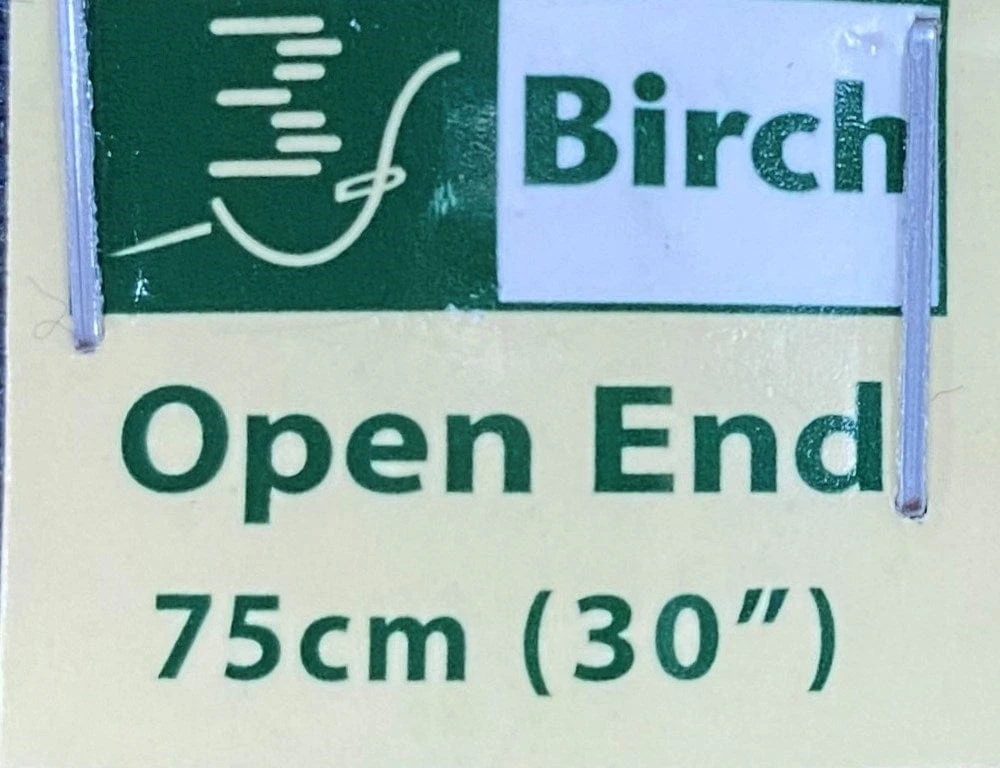 Birch
Open End
75cm (30″)